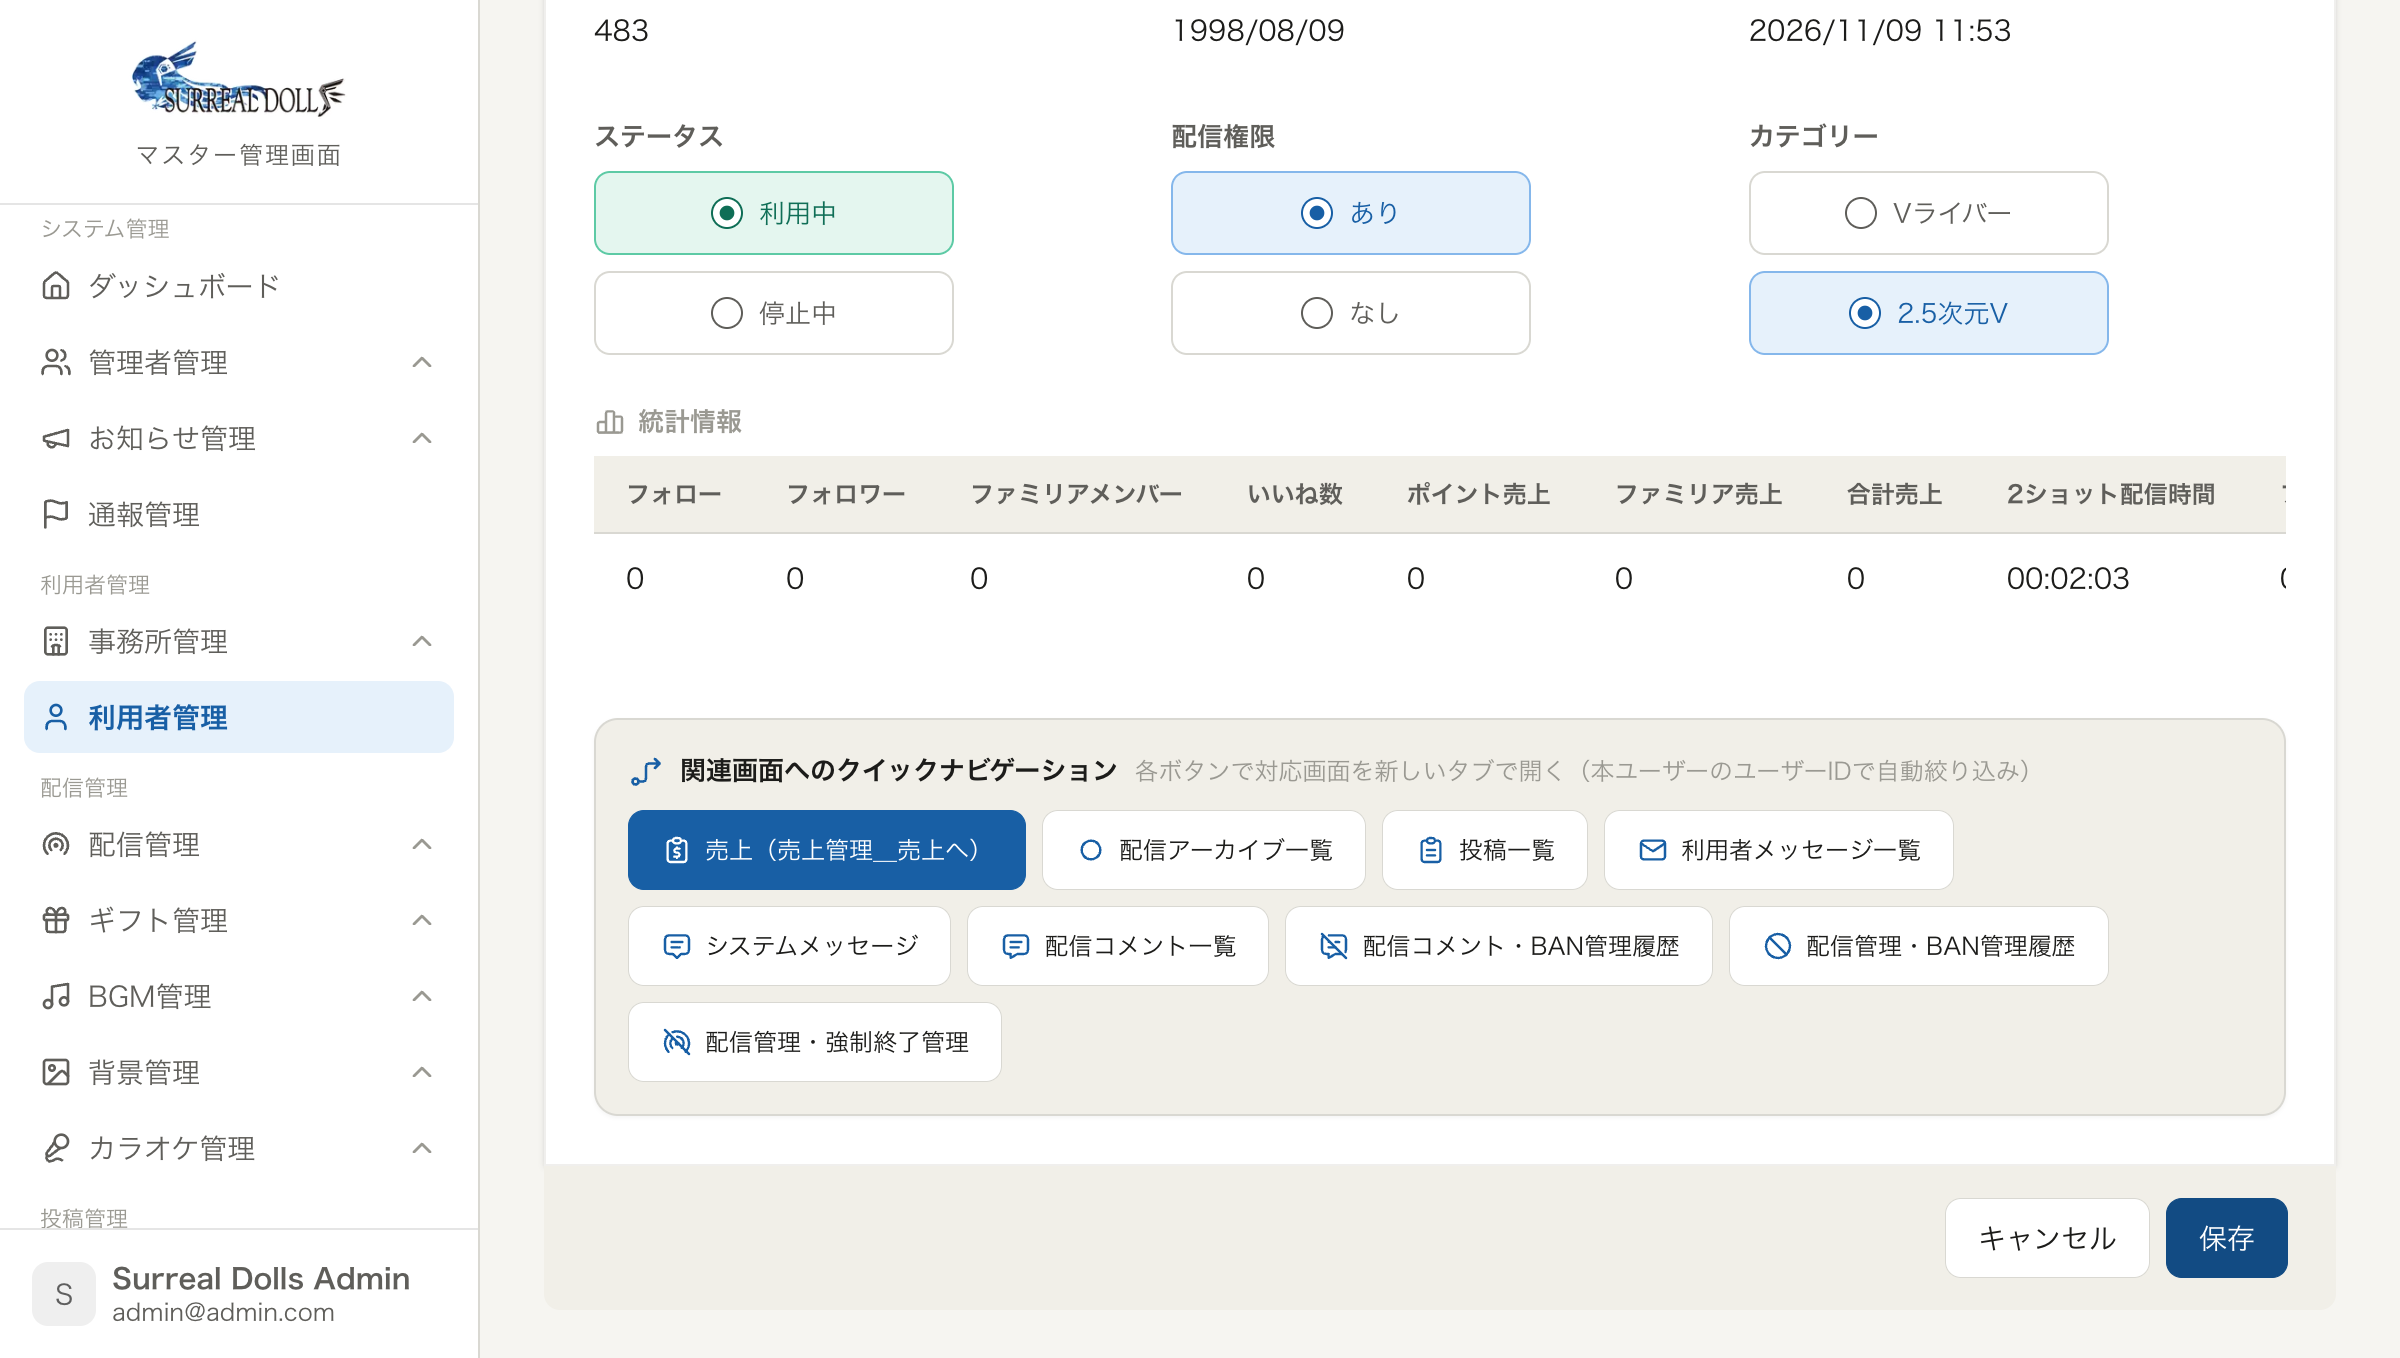 SURREAL DOLLS
マスター管理画面
システム管理
ダッシュボード
管理者管理
お知らせ管理
通報管理
利用者管理
事務所管理
利用者管理
配信管理
配信管理
ギフト管理
BGM管理
背景管理
カラオケ管理
投稿管理
S
Surreal Dolls Admin
admin@admin.com
483 1998/08/09 2026/11/09 11:53
ステータス 配信権限 カテゴリー
利用中 あり Vライバー
停止中 なし 2.5次元V
統計情報
フォロー フォロワー ファミリアメンバー いいね数 ポイント売上 ファミリア売上 合計売上 2ショット配信時間
0 0 0 0 0 0 0 00:02:03
関連画面へのクイックナビゲーション 各ボタンで対応画面を新しいタブで開く（本ユーザーのユーザーIDで自動絞り込み）
売上（売上管理__売上へ） 配信アーカイブ一覧 投稿一覧 利用者メッセージ一覧
システムメッセージ 配信コメント一覧 配信コメント・BAN管理履歴 配信管理・BAN管理履歴
配信管理・強制終了管理
キャンセル 保存